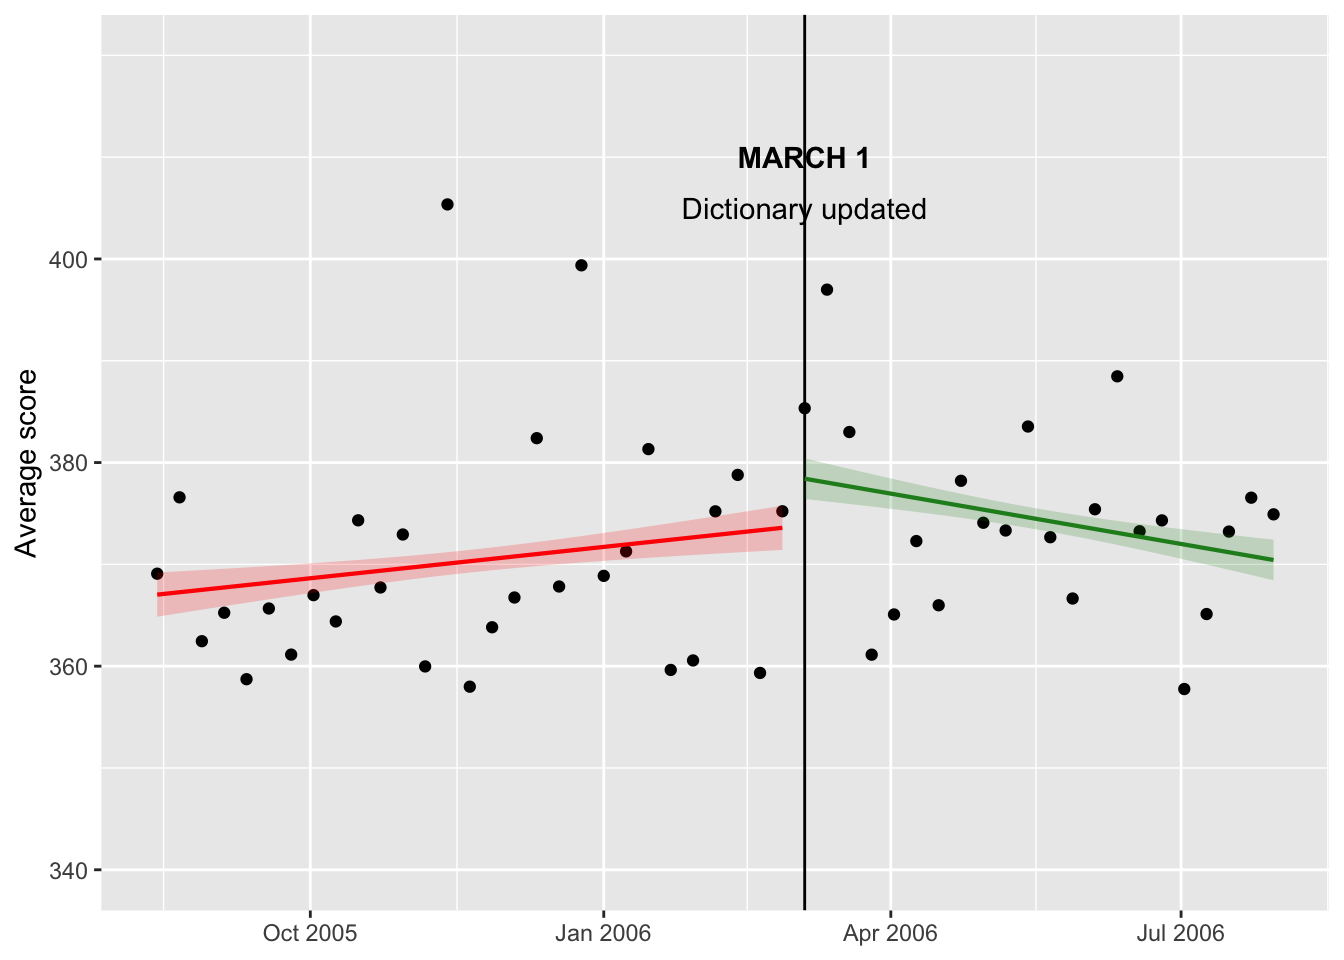 MARCH 1
Dictionary updated
Average score
400
380
360
340
Oct 2005
Jan 2006
Apr 2006
Jul 2006